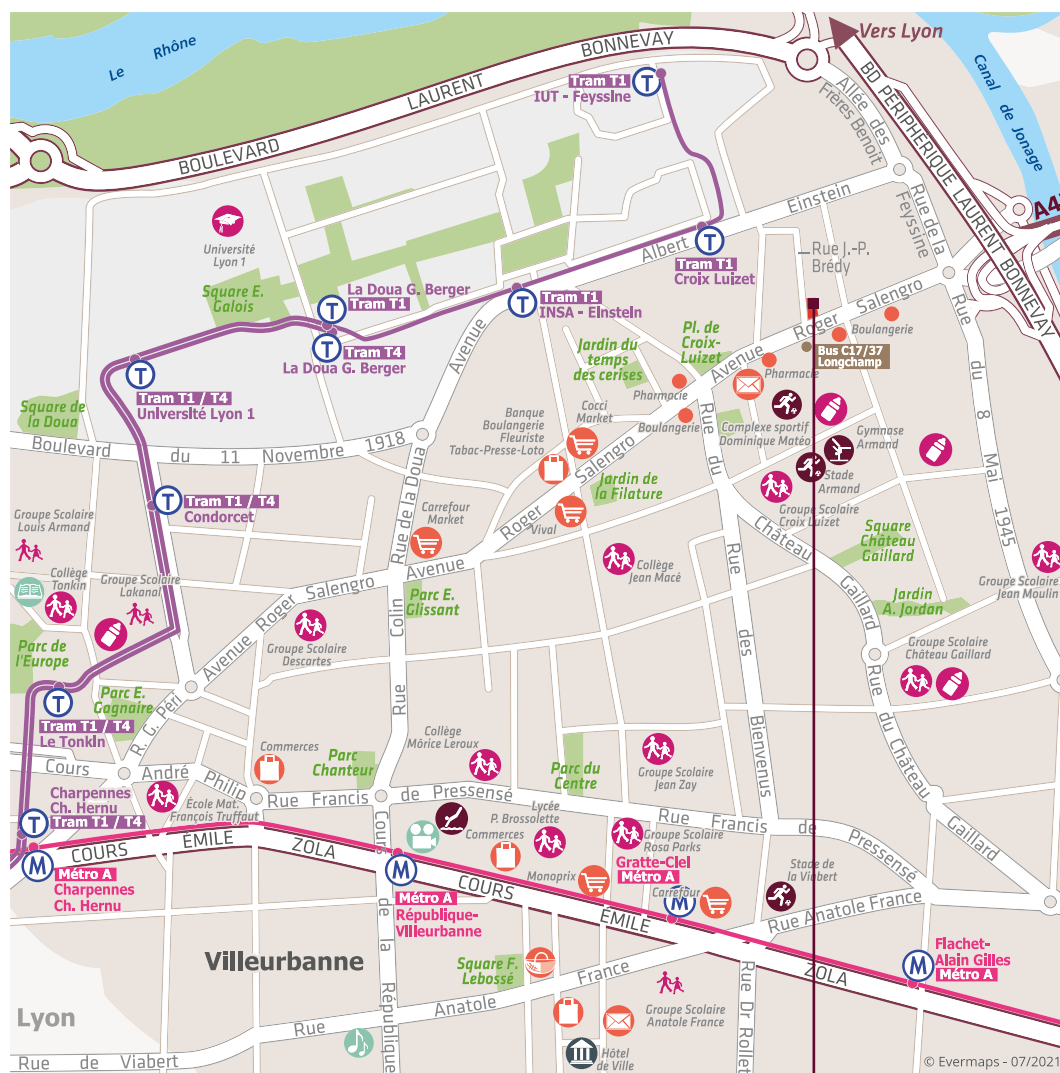 Le Rhône
BOULEVARD LAURENT BONNEVAY
Vers Lyon
BD PÉRIPHÉRIQUE LAURENT BONNEVAY
Canal de Jonage
A4
Allée des
Frères Benoit
Rue de la
Feyssine
T
Tram T1
IUT - Feyssine
Avenue Albert Einstein
T
Tram T1
Croix Luizet
Rue J.-P.
Brédy
Université
Lyon 1
Square E.
Galois
La Doua G. Berger
Tram T1
T
T
Tram T4
La Doua G. Berger
T
Tram T1
INSA - Einstein
Jardin du
temps
des cerises
Pl. de
Croix-
Luizet
Avenue Roger Salengro
Boulangerie
Bus C17/37
Longchamp
Pharmacie
Pharmacie
Boulangerie
T
Tram T1 / T4
Université Lyon 1
Square de
la Doua
Boulevard du 11 Novembre 1918
Banque
Boulangerie
Fleuriste
Tabac-Presse-Loto
Cocci
Market
Complexe sportif
Dominique Matéo
Gymnase
Armand
Stade
Armand
Groupe Scolaire
Croix Luizet
Rue du 8 Mai 1945
Jardin de
la Filature
Vival
Carrefour
Market
Rue de la Doua
T
Tram T1 / T4
Condorcet
Groupe Scolaire
Louis Armand
Collège
Tonkin
Groupe Scolaire
Lakanal
Avenue Roger Salengro
Avenue Roger Salengro
Rue du Château Gaillard
Square
Château
Gaillard
Collège
Jean Macé
Groupe Scolaire
Jean Moulin
Jardin
A. Jordan
Parc E.
Glissant
Rue Colin
Rue des Bienvenus
Groupe Scolaire
Descartes
Groupe Scolaire
Château Gaillard
Parc de
l'Europe
Parc E.
Gagnaire
R. G. Péri
T
Tram T1 / T4
Le Tonkin
Rue du Château Gaillard
Cours André Philip
Commerces
Parc
Chanteur
Collège
Môrice Leroux
Parc du
Centre
Groupe Scolaire
Jean Zay
Charpennes
Ch. Hernu
T
Tram T1 / T4
École Mat.
François Truffaut
Rue Francis de Pressensé
Rue Francis de Pressensé
Lycée
P. Brossolette
Commerces
Groupe Scolaire
Rosa Parks
COURS ÉMILE ZOLA
M
Métro A
Charpennes
Ch. Hernu
M
Métro A
République-
Villeurbanne
Monoprix
Gratte-Ciel
Métro A
M
Carrefour
Stade de
la Viabert
COURS ÉMILE ZOLA
Rue Anatole France
Flachet-
Alain Gilles
Métro A
M
Cours de la République
Villeurbanne
Square F.
Lebossé
Rue Anatole France
Groupe Scolaire
Anatole France
Rue Dr Rollet
Lyon
Hôtel
de Ville
Rue de Viabert
© Evermaps - 07/2021